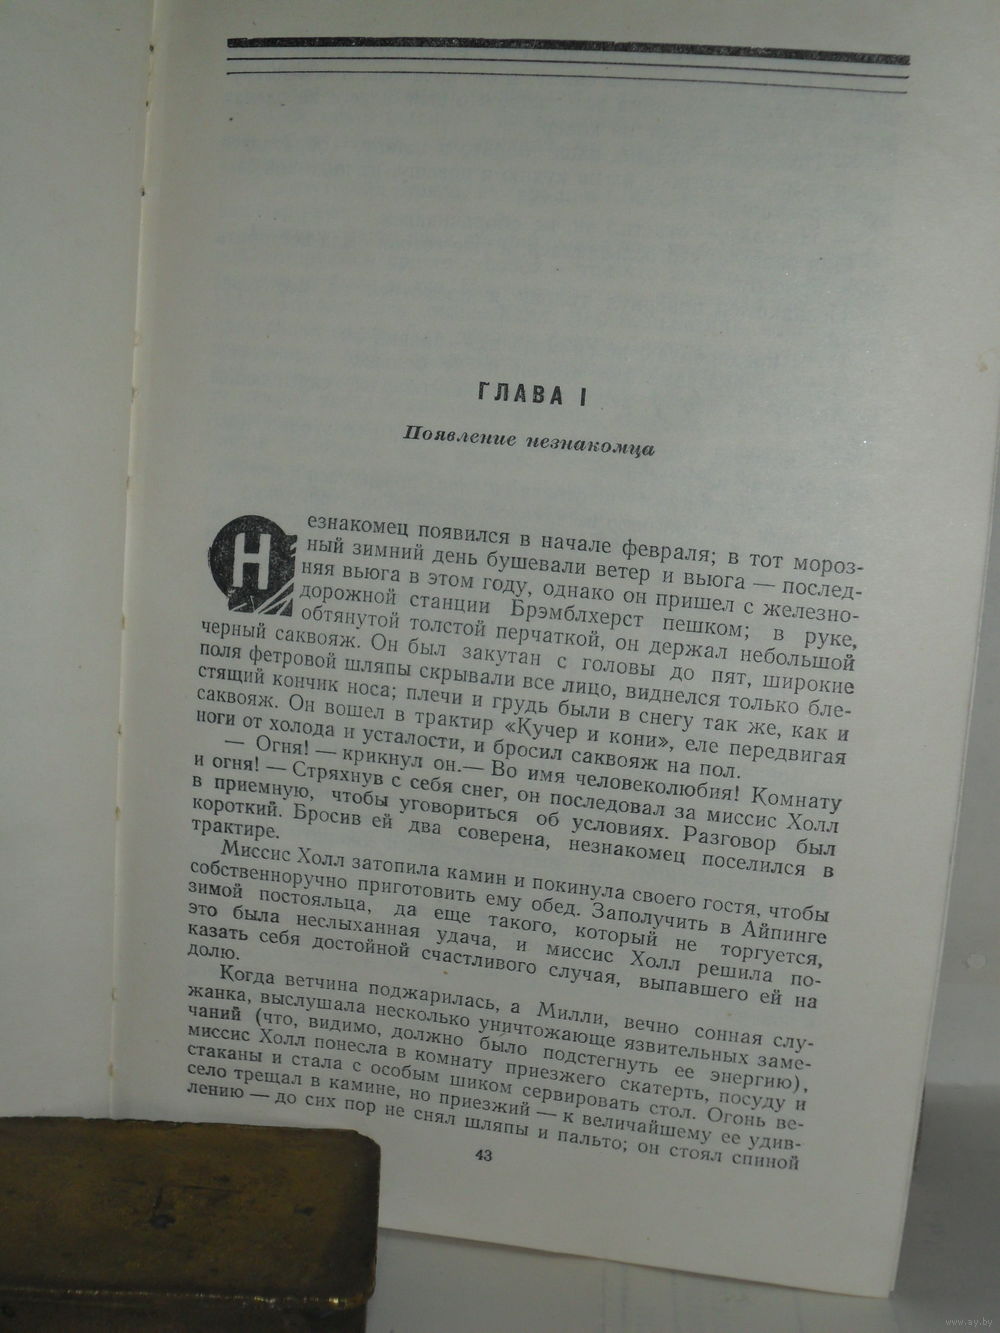 ГЛАВА I
Появление незнакомца
Незнакомец появился в начале февраля; в тот мороз-
ный зимний день бушевали ветер и вьюга — послед-
няя вьюга в этом году, однако он пришел с железно-
дорожной станции Брэмблхерст пешком; в руке,
обтянутой толстой перчаткой, он держал небольшой
черный саквояж. Он был закутан с головы до пят, широкие
поля фетровой шляпы скрывали все лицо, виднелся только бле-
стящий кончик носа; плечи и грудь были в снегу так же, как и
саквояж. Он вошел в трактир «Кучер и кони», еле передвигая
ноги от холода и усталости, и бросил саквояж на пол.
— Огня! — крикнул он.— Во имя человеколюбия! Комнату
и огня! — Стряхнув с себя снег, он последовал за миссис Холл
в приемную, чтобы уговориться об условиях. Разговор был
короткий. Бросив ей два соверена, незнакомец поселился в
трактире.
Миссис Холл затопила камин и покинула своего гостя, чтобы
собственноручно приготовить ему обед. Заполучить в Айпинге
зимой постояльца, да еще такого, который не торгуется,
это была неслыханная удача, и миссис Холл решила по-
казать себя достойной счастливого случая, выпавшего ей на
долю.
Когда ветчина поджарилась, а Милли, вечно сонная слу-
жанка, выслушала несколько уничтожающе язвительных заме-
чаний (что, видимо, должно было подстегнуть ее энергию),
миссис Холл понесла в комнату приезжего скатерть, посуду и
стаканы и стала с особым шиком сервировать стол. Огонь ве-
село трещал в камине, но приезжий — к величайшему ее удив-
лению — до сих пор не снял шляпы и пальто; он стоял спиной
43
www.ay.by